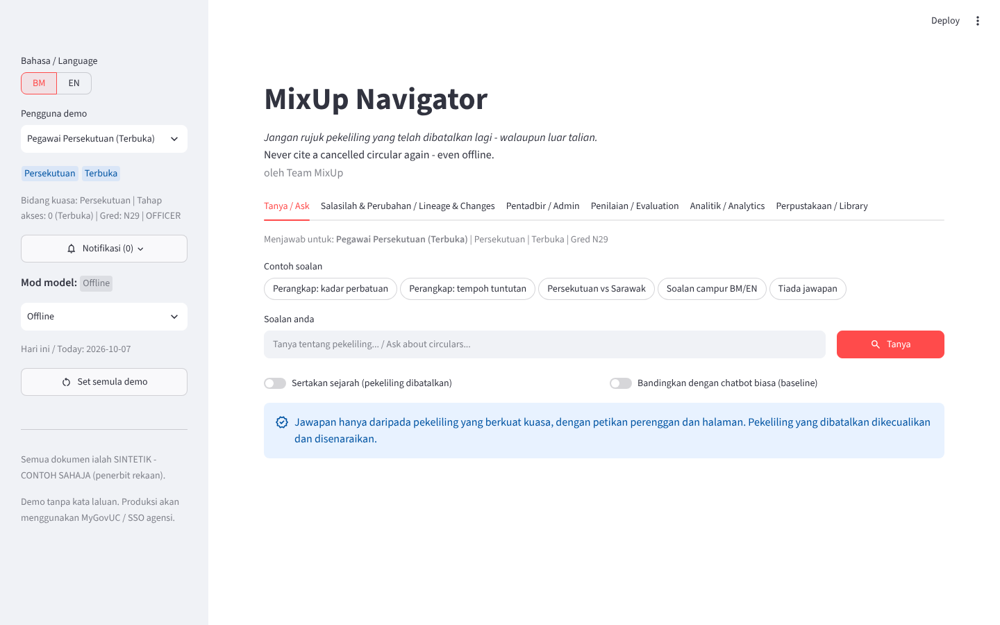 Deploy
Bahasa / Language
BM
EN
Pengguna demo
Pegawai Persekutuan (Terbuka)
Persekutuan
Terbuka
Bidang kuasa: Persekutuan | Tahap
akses: 0 (Terbuka) | Gred: N29 | OFFICER
Notifikasi (0)
Mod model: Offline
Offline
Hari ini / Today: 2026-10-07
Set semula demo
Semua dokumen ialah SINTETIK -
CONTOH SAHAJA (penerbit rekaan).
Demo tanpa kata laluan. Produksi akan
menggunakan MyGovUC / SSO agensi.
MixUp Navigator
Jangan rujuk pekeliling yang telah dibatalkan lagi - walaupun luar talian.
Never cite a cancelled circular again - even offline.
oleh Team MixUp
Tanya / Ask
Salasilah & Perubahan / Lineage & Changes
Pentadbir / Admin
Penilaian / Evaluation
Analitik / Analytics
Perpustakaan / Library
Menjawab untuk: Pegawai Persekutuan (Terbuka) | Persekutuan | Terbuka | Gred N29
Contoh soalan
Perangkap: kadar perbatuan
Perangkap: tempoh tuntutan
Persekutuan vs Sarawak
Soalan campur BM/EN
Tiada jawapan
Soalan anda
Tanya tentang pekeliling... / Ask about circulars...
Tanya
Sertakan sejarah (pekeliling dibatalkan)
Bandingkan dengan chatbot biasa (baseline)
Jawapan hanya daripada pekeliling yang berkuat kuasa, dengan petikan perenggan dan halaman. Pekeliling yang dibatalkan dikecualikan
dan disenaraikan.